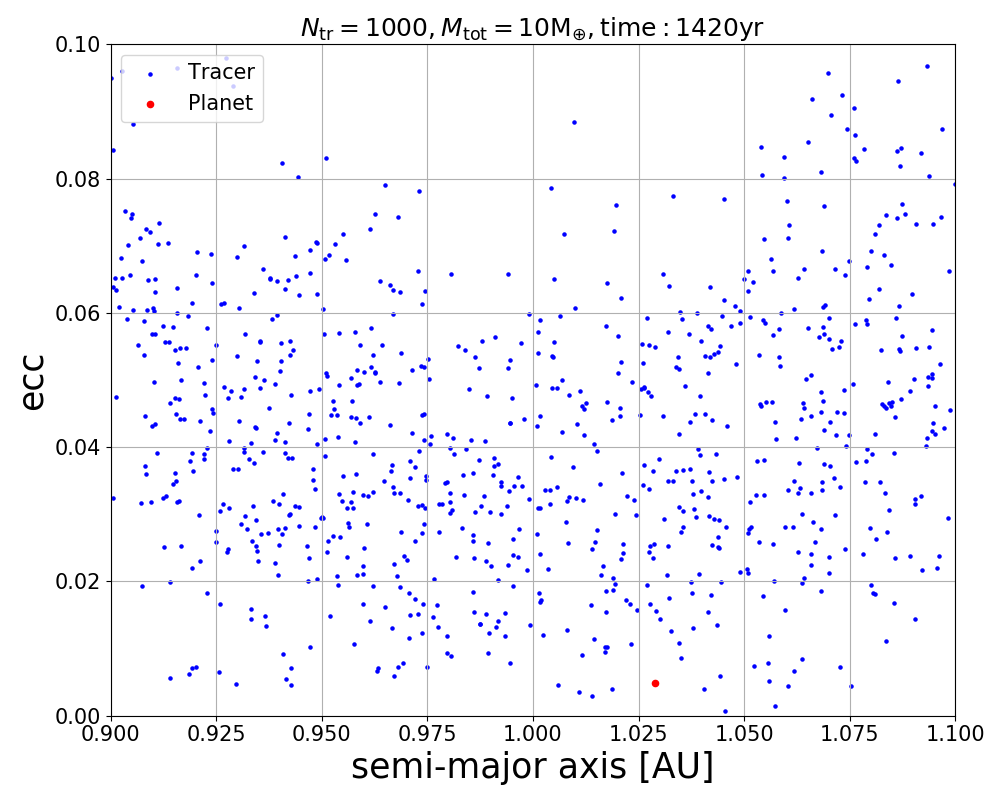 N_tr = 1000, M_tot = 10M_⊕, time : 1420yr
Tracer
Planet
0.10
0.08
0.06
0.04
0.02
0.00
ecc
0.900 0.925 0.950 0.975 1.000 1.025 1.050 1.075 1.100
semi-major axis [AU]